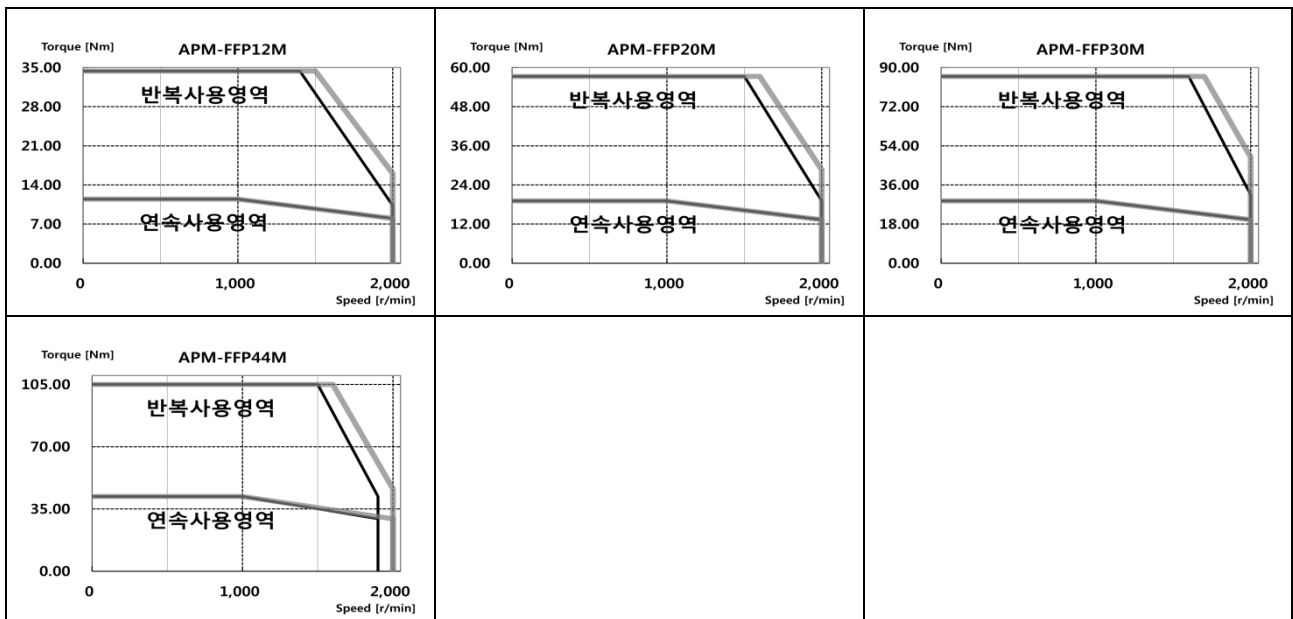 Torque [Nm] APM-FFP12M
35.00
반복사용영역
28.00
21.00
14.00
7.00 연속사용영역
0.00
0 1,000 2,000
Speed [r/min]
Torque [Nm] APM-FFP20M
60.00
반복사용영역
48.00
36.00
24.00
12.00 연속사용영역
0.00
0 1,000 2,000
Speed [r/min]
Torque [Nm] APM-FFP30M
90.00
반복사용영역
72.00
54.00
36.00
18.00 연속사용영역
0.00
0 1,000 2,000
Speed [r/min]
Torque [Nm] APM-FFP44M
105.00
반복사용영역
70.00
35.00
연속사용영역
0.00
0 1,000 2,000
Speed [r/min]